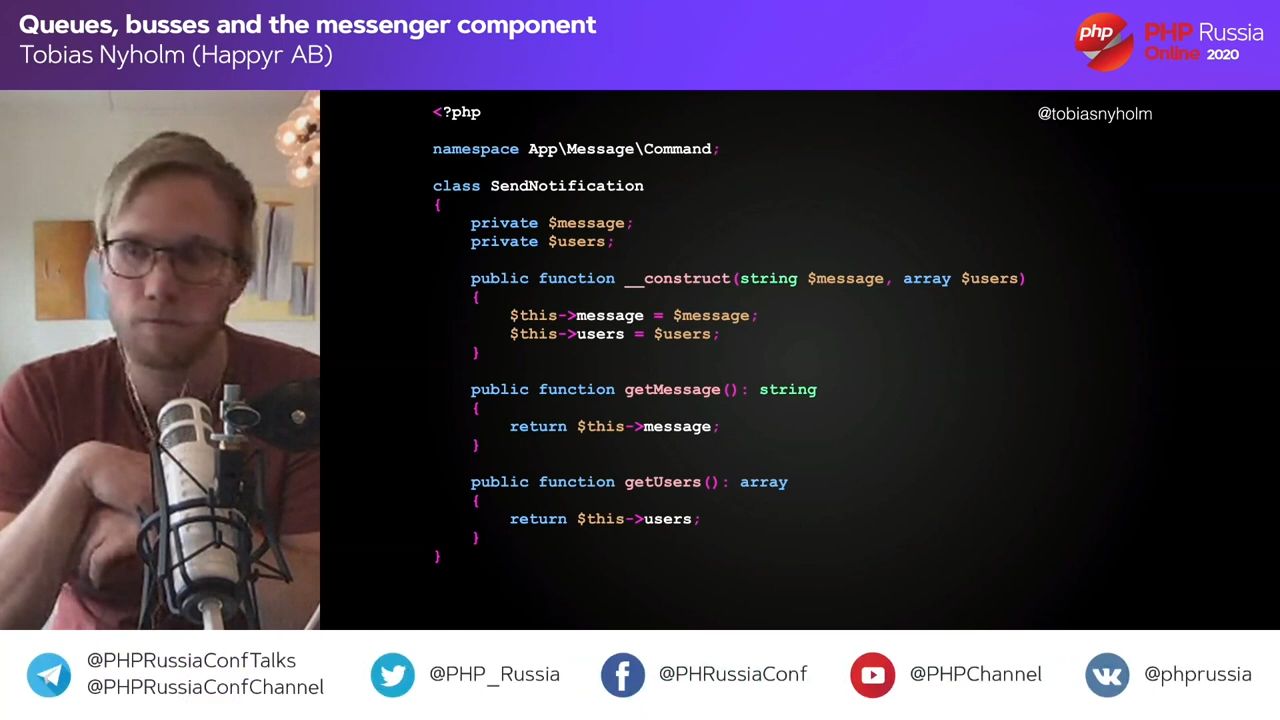 Queues, busses and the messenger component
Tobias Nyholm (Happyr AB)
php
PHP Russia
Online 2020
@tobiasnyholm
<?php
namespace App\Message\Command;
class SendNotification
{
private $message;
private $users;
public function __construct(string $message, array $users)
{
$this->message = $message;
$this->users = $users;
}
public function getMessage(): string
{
return $this->message;
}
public function getUsers(): array
{
return $this->users;
}
}
@PHPRussiaConfTalks
@PHPRussiaConfChannel
@PHP_Russia
@PHRussiaConf
@PHPChannel
@phprussia